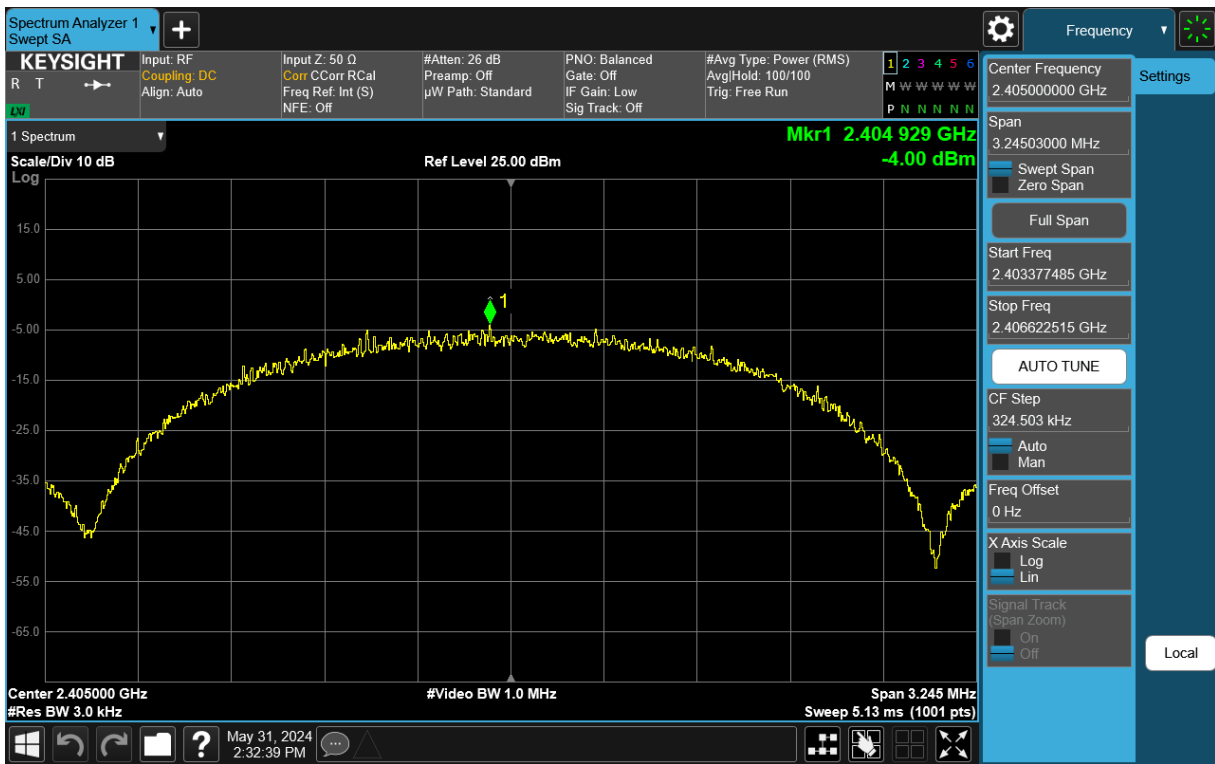 Spectrum Analyzer 1
Swept SA
Frequency
KEYSIGHT
R T
LXI
Input: RF
Coupling: DC
Align: Auto
Input Z: 50 Ω
Corr CCorr RCal
Freq Ref: Int (S)
NFE: Off
#Atten: 26 dB
Preamp: Off
µW Path: Standard
PNO: Balanced
Gate: Off
IF Gain: Low
Sig Track: Off
#Avg Type: Power (RMS)
Avg|Hold: 100/100
Trig: Free Run
1 2 3 4 5 6
M W W W W W
P N N N N N
1 Spectrum
Mkr1 2.404 929 GHz
Scale/Div 10 dB
Ref Level 25.00 dBm
-4.00 dBm
Log
15.0
5.00
1
-5.00
-15.0
-25.0
-35.0
-45.0
-55.0
-65.0
Center 2.405000 GHz
#Video BW 1.0 MHz
Span 3.245 MHz
#Res BW 3.0 kHz
Sweep 5.13 ms (1001 pts)
Center Frequency
2.405000000 GHz
Settings
Span
3.24503000 MHz
Swept Span
Zero Span
Full Span
Start Freq
2.403377485 GHz
Stop Freq
2.406622515 GHz
AUTO TUNE
CF Step
324.503 kHz
Auto
Man
Freq Offset
0 Hz
X Axis Scale
Log
Lin
Signal Track
(Span Zoom)
On
Off
Local
?
May 31, 2024
2:32:39 PM